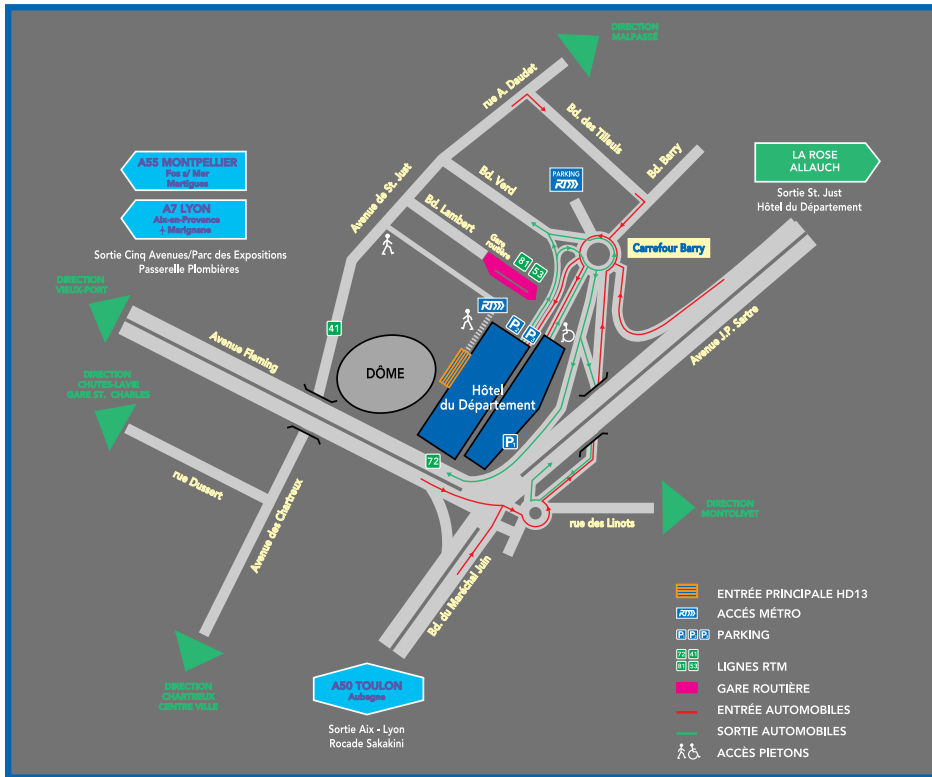 DIRECTION
MALPASSÉ
rue A. Daudet
Bd. des Tilleuls
Bd. Barry
A55 MONTPELLIER
Fos s/ Mer
Martigues
A7 LYON
Aix-en-Provence
+ Marignane
Sortie Cinq Avenues/Parc des Expositions
Passerelle Plombières
PARKING
RTM
LA ROSE
ALLAUCH
Sortie St. Just
Hôtel du Département
Avenue de St. Just
Bd. Verd
Bd. Lambert
Gare
routière
81
53
Carrefour Barry
DIRECTION
VIEUX-PORT
RTM
41
P
P
Avenue Fleming
Avenue J.P. Sartre
DÔME
Hôtel
du Département
DIRECTION
CHUTES-LAVIE
GARE ST. CHARLES
P
72
rue Dussert
Avenue des Chartreux
rue des Linots
DIRECTION
MONTOLIVET
Bd. du Maréchal Juin
DIRECTION
CHARTREUX
CENTRE VILLE
A50 TOULON
Aubagne
Sortie Aix - Lyon
Rocade Sakakini
ENTRÉE PRINCIPALE HD13
RTM ACCÉS MÉTRO
P P P PARKING
72 41
81 53 LIGNES RTM
GARE ROUTIÈRE
ENTRÉE AUTOMOBILES
SORTIE AUTOMOBILES
ACCÈS PIETONS